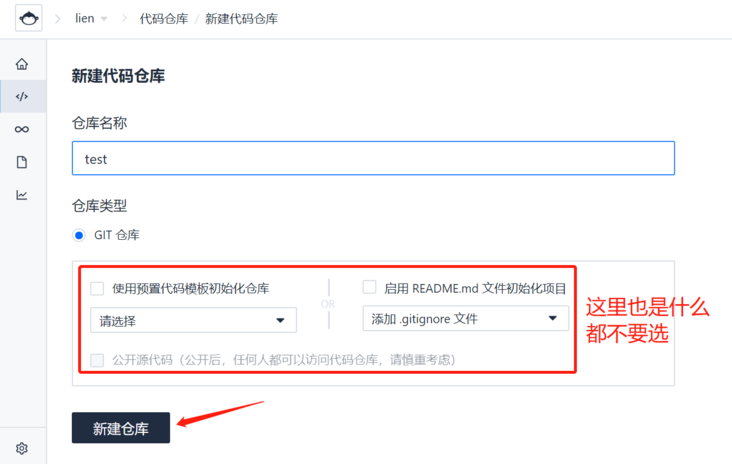 lien 代码仓库 / 新建代码仓库
新建代码仓库
仓库名称
test
仓库类型
GIT 仓库
使用预置代码模板初始化仓库
请选择
OR
启用 README.md 文件初始化项目
添加 .gitignore 文件
公开源代码（公开后，任何人都可以访问代码仓库，请慎重考虑）
这里也是什么
都不要选
新建仓库